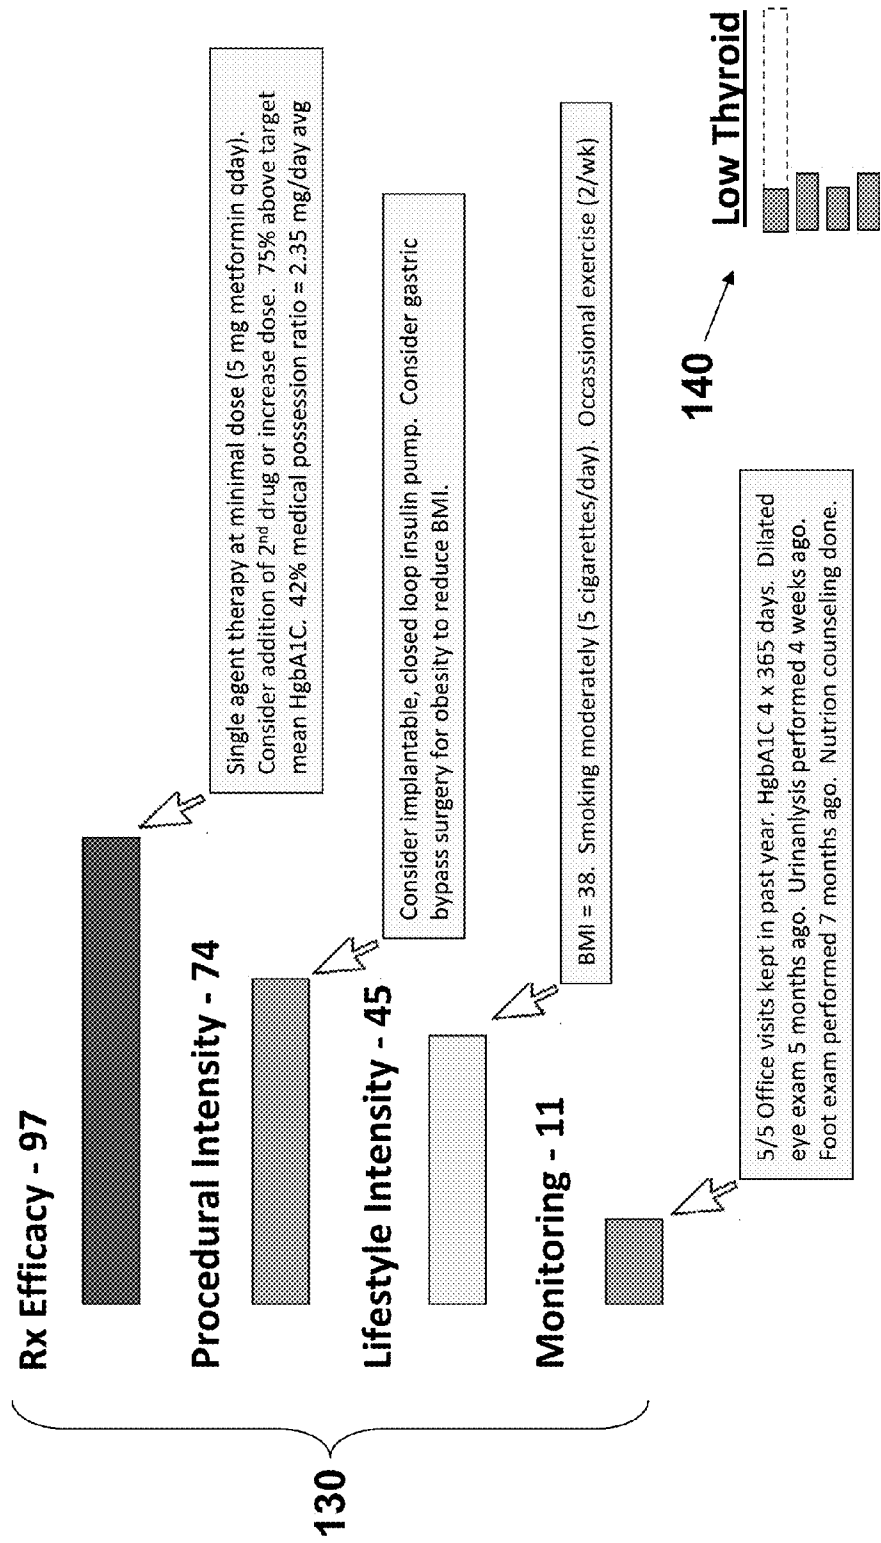 Rx Efficacy - 97
Single agent therapy at minimal dose (5 mg metformin qday).
Consider addition of 2nd drug or increase dose.  75% above target
mean HgbA1C.  42% medical possession ratio = 2.35 mg/day avg
Procedural Intensity - 74
Consider implantable, closed loop insulin pump.  Consider gastric
bypass surgery for obesity to reduce BMI.
Lifestyle Intensity - 45
BMI = 38.  Smoking moderately (5 cigarettes/day).  Occassional exercise (2/wk)
Monitoring - 11
5/5 Office visits kept in past year. HgbA1C 4 x 365 days.  Dilated
eye exam 5 months ago.  Urinanlysis performed 4 weeks ago.
Foot exam performed 7 months ago.  Nutrion counseling done.
130
140
Low Thyroid